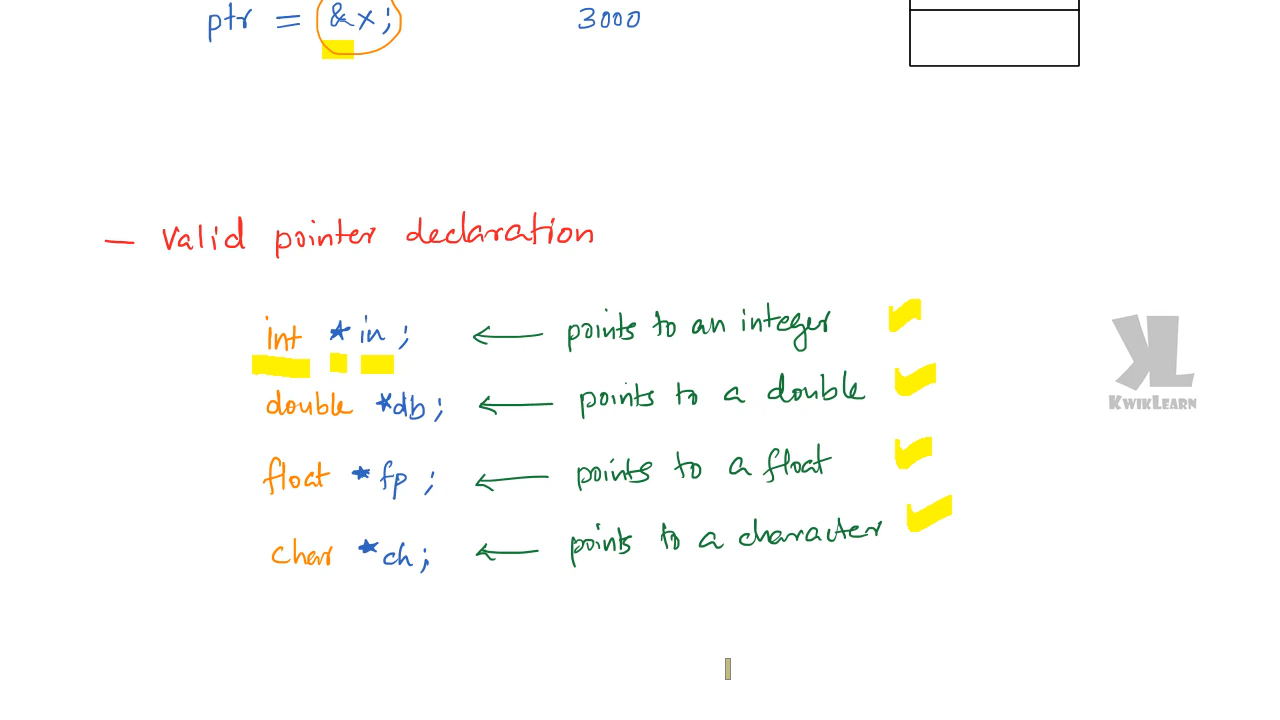 ptr = &x; 3000
— Valid pointer declaration
int *in; ← points to an integer
double *db; ← points to a double
float *fp; ← points to a float
char *ch; ← points to a character
KL
KWIKLEARN